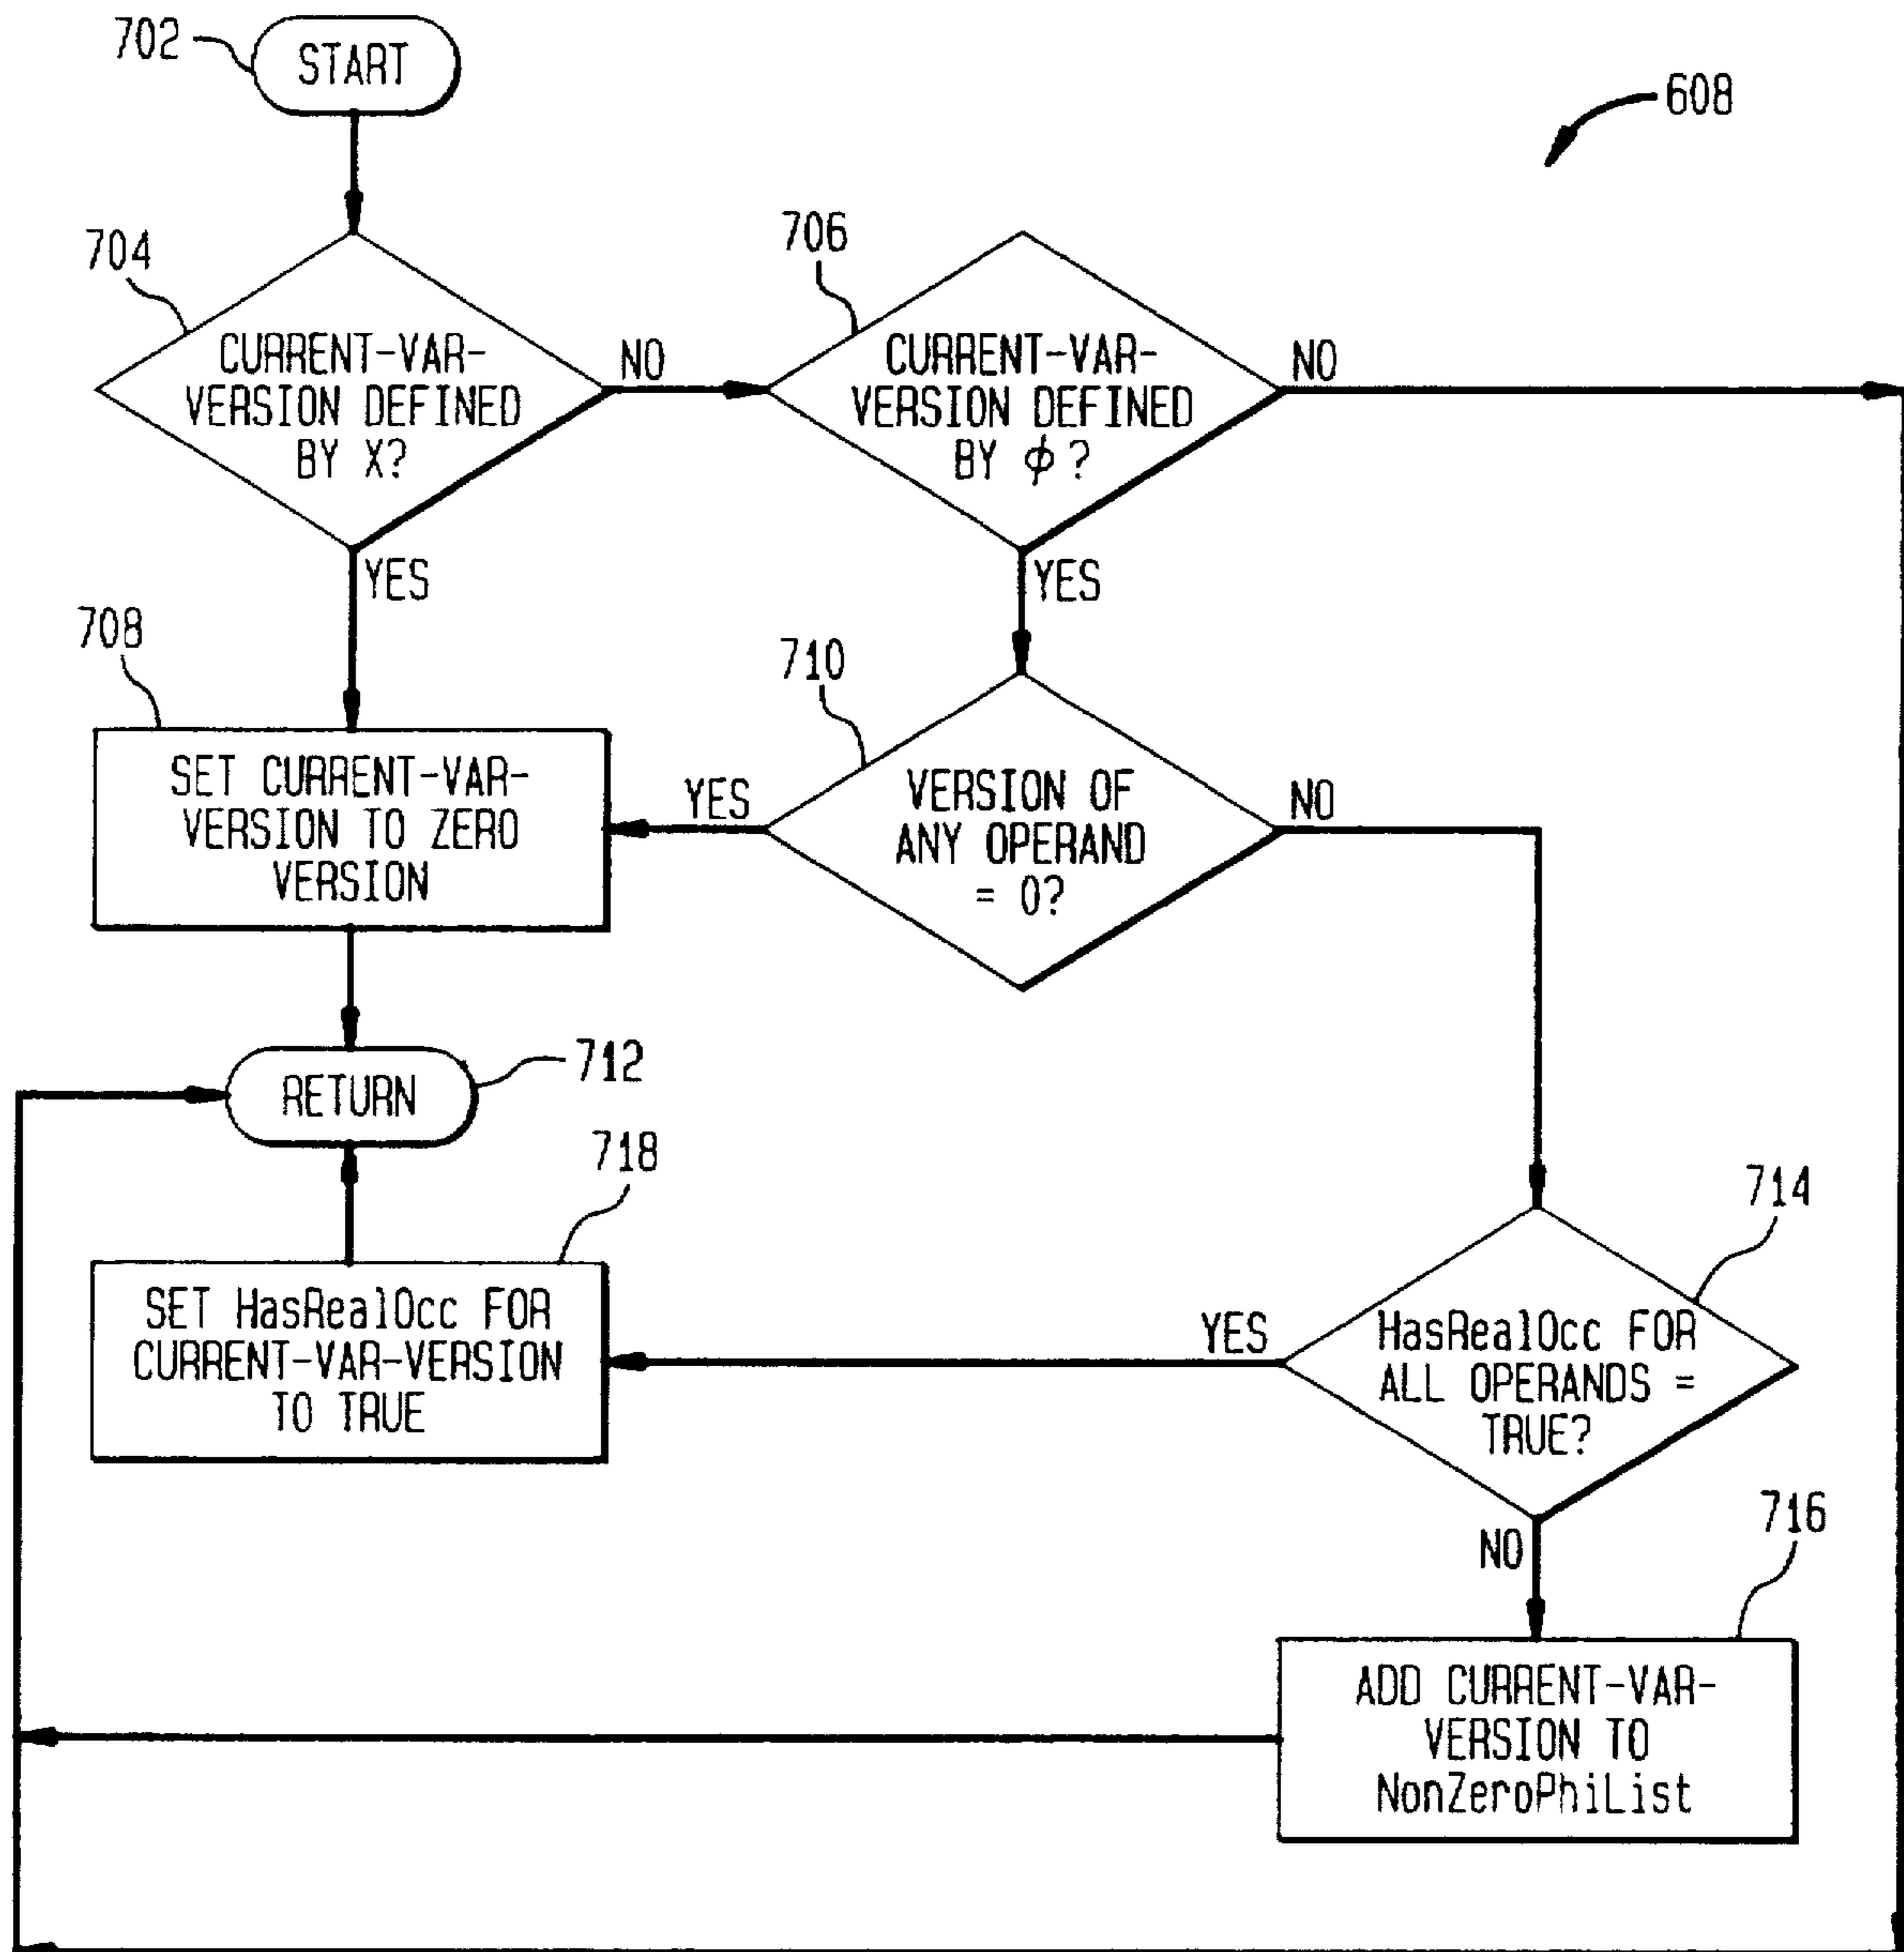 702
START
608
704
CURRENT-VAR-
VERSION DEFINED
BY X?
NO
YES
706
CURRENT-VAR-
VERSION DEFINED
BY ϕ ?
NO
YES
708
SET CURRENT-VAR-
VERSION TO ZERO
VERSION
710
VERSION OF
ANY OPERAND
= 0?
YES
NO
RETURN
712
718
SET HasRealOcc FOR
CURRENT-VAR-VERSION
TO TRUE
714
HasRealOcc FOR
ALL OPERANDS =
TRUE?
YES
NO
716
ADD CURRENT-VAR-
VERSION TO
NonZeroPhiList